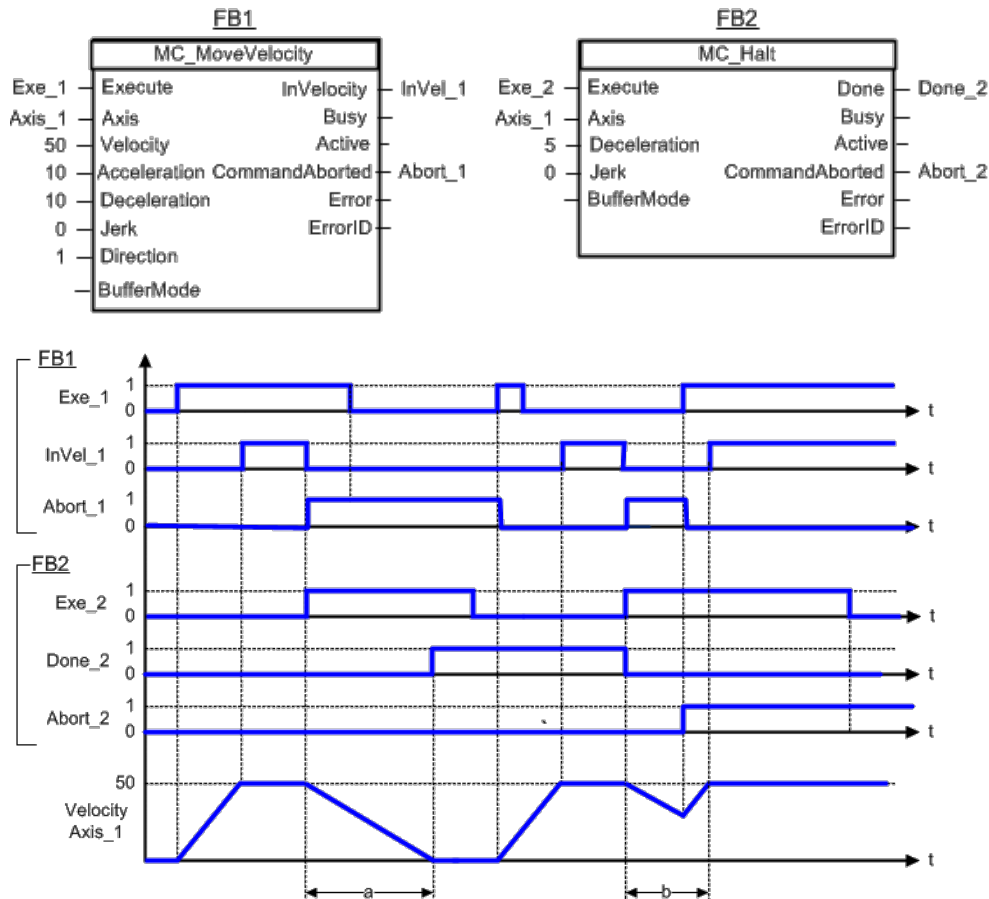 FB1
FB2
MC_MoveVelocity
MC_Halt
Exe_1 Execute InVelocity InVel_1
Axis_1 Axis Busy
50 Velocity Active
10 Acceleration CommandAborted Abort_1
10 Deceleration Error
0 Jerk ErrorID
1 Direction
BufferMode
Exe_2 Execute Done Done_2
Axis_1 Axis Busy
5 Deceleration Active
0 Jerk CommandAborted Abort_2
BufferMode Error
ErrorID
FB1
Exe_1 1 0 t
InVel_1 1 0 t
Abort_1 1 0 t
FB2
Exe_2 1 0 t
Done_2 1 0 t
Abort_2 1 0 t
50
Velocity
Axis_1
t
a
b